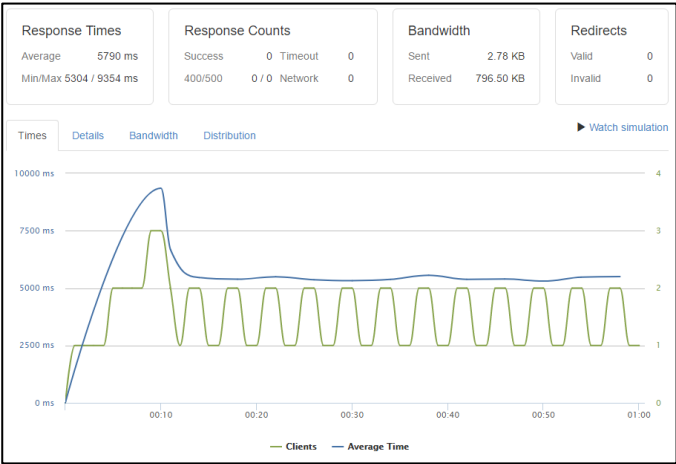 Response Times
Average 5790 ms
Min/Max 5304 / 9354 ms
Response Counts
Success 0 Timeout 0
400/500 0 / 0 Network 0
Bandwidth
Sent 2.78 KB
Received 796.50 KB
Redirects
Valid 0
Invalid 0
Times Details Bandwidth Distribution
Watch simulation
10000 ms 4
7500 ms 3
5000 ms 2
2500 ms 1
0 ms 0
00:10 00:20 00:30 00:40 00:50 01:00
Clients Average Time